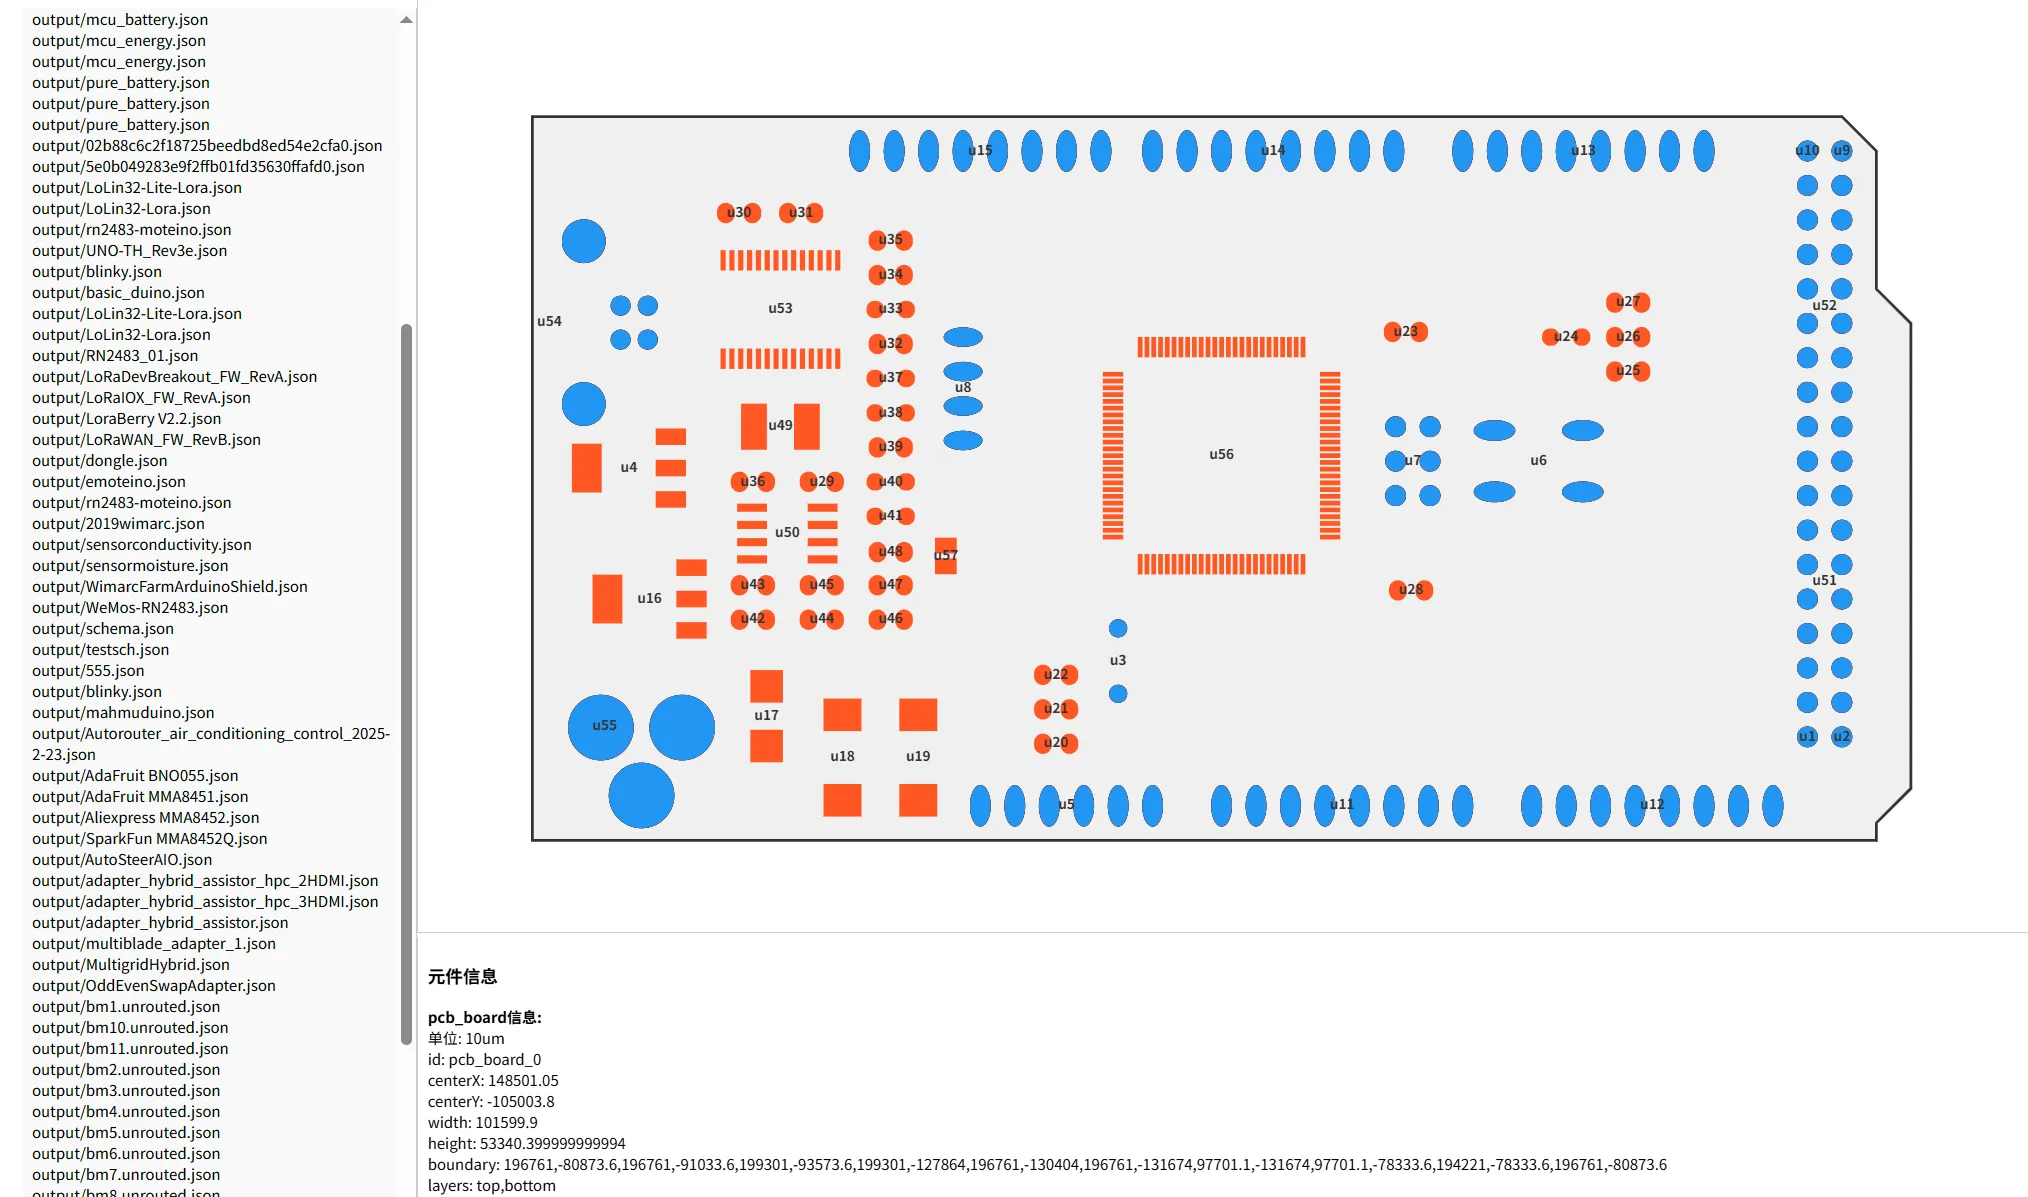 output/mcu_battery.json
output/mcu_energy.json
output/mcu_energy.json
output/pure_battery.json
output/pure_battery.json
output/pure_battery.json
output/02b88c6c2f18725beedbd8ed54e2cfa0.json
output/5e0b049283e9f2ffb01fd35630ffafd0.json
output/LoLin32-Lite-Lora.json
output/LoLin32-Lora.json
output/rn2483-moteino.json
output/UNO-TH_Rev3e.json
output/blinky.json
output/basic_duino.json
output/LoLin32-Lite-Lora.json
output/LoLin32-Lora.json
output/RN2483_01.json
output/LoRaDevBreakout_FW_RevA.json
output/LoRaIOX_FW_RevA.json
output/LoraBerry V2.2.json
output/LoRaWAN_FW_RevB.json
output/dongle.json
output/emoteino.json
output/rn2483-moteino.json
output/2019wimarc.json
output/sensorconductivity.json
output/sensormoisture.json
output/WimarcFarmArduinoShield.json
output/WeMos-RN2483.json
output/schema.json
output/testsch.json
output/555.json
output/blinky.json
output/mahmuduino.json
output/Autorouter_air_conditioning_control_2025-
2-23.json
output/AdaFruit BNO055.json
output/AdaFruit MMA8451.json
output/Aliexpress MMA8452.json
output/SparkFun MMA8452Q.json
output/AutoSteerAIO.json
output/adapter_hybrid_assistor_hpc_2HDMI.json
output/adapter_hybrid_assistor_hpc_3HDMI.json
output/adapter_hybrid_assistor.json
output/multiblade_adapter_1.json
output/MultigridHybrid.json
output/OddEvenSwapAdapter.json
output/bm1.unrouted.json
output/bm10.unrouted.json
output/bm11.unrouted.json
output/bm2.unrouted.json
output/bm3.unrouted.json
output/bm4.unrouted.json
output/bm5.unrouted.json
output/bm6.unrouted.json
output/bm7.unrouted.json
output/bm8.unrouted.json
u15 u14 u13 u10 u9
u30 u31
u35
u34
u53 u33 u27 u52
u54 u32 u23 u24 u26
u37 u8 u25
u49 u38
u4 u39 u56 u7 u6
u36 u29 u40
u50 u41
u48 u57
u43 u45 u47 u28 u51
u16 u42 u44 u46
u3
u22
u17 u21
u55 u20 u1 u2
u18 u19
u5 u11 u12
元件信息
pcb_board信息:
单位: 10um
id: pcb_board_0
centerX: 148501.05
centerY: -105003.8
width: 101599.9
height: 53340.399999999994
boundary: 196761,-80873.6,196761,-91033.6,199301,-93573.6,199301,-127864,196761,-130404,196761,-131674,97701.1,-131674,97701.1,-78333.6,194221,-78333.6,196761,-80873.6
layers: top,bottom